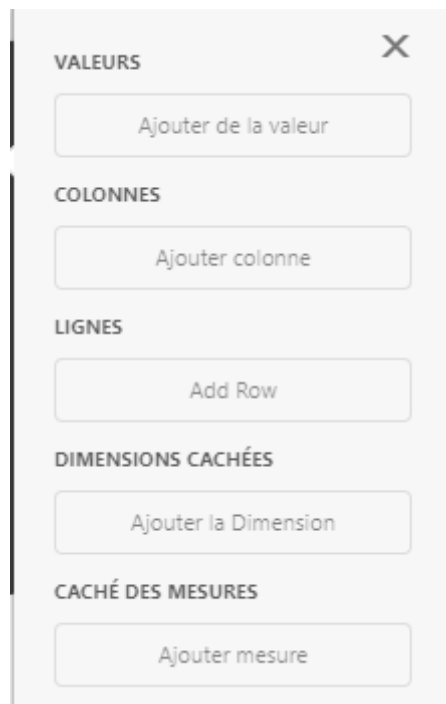 VALEURS
Ajouter de la valeur
COLONNES
Ajouter colonne
LIGNES
Add Row
DIMENSIONS CACHÉES
Ajouter la Dimension
CACHÉ DES MESURES
Ajouter mesure